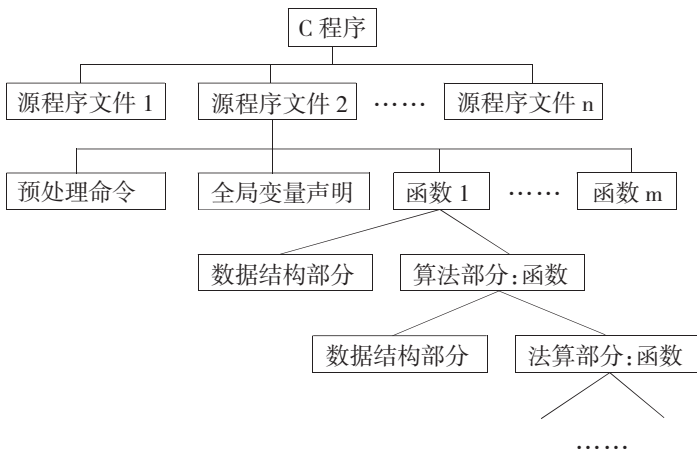 C 程序
源程序文件 1 源程序文件 2 …… 源程序文件 n
预处理命令 全局变量声明 函数 1 …… 函数 m
数据结构部分 算法部分:函数
数据结构部分 法算部分:函数
……